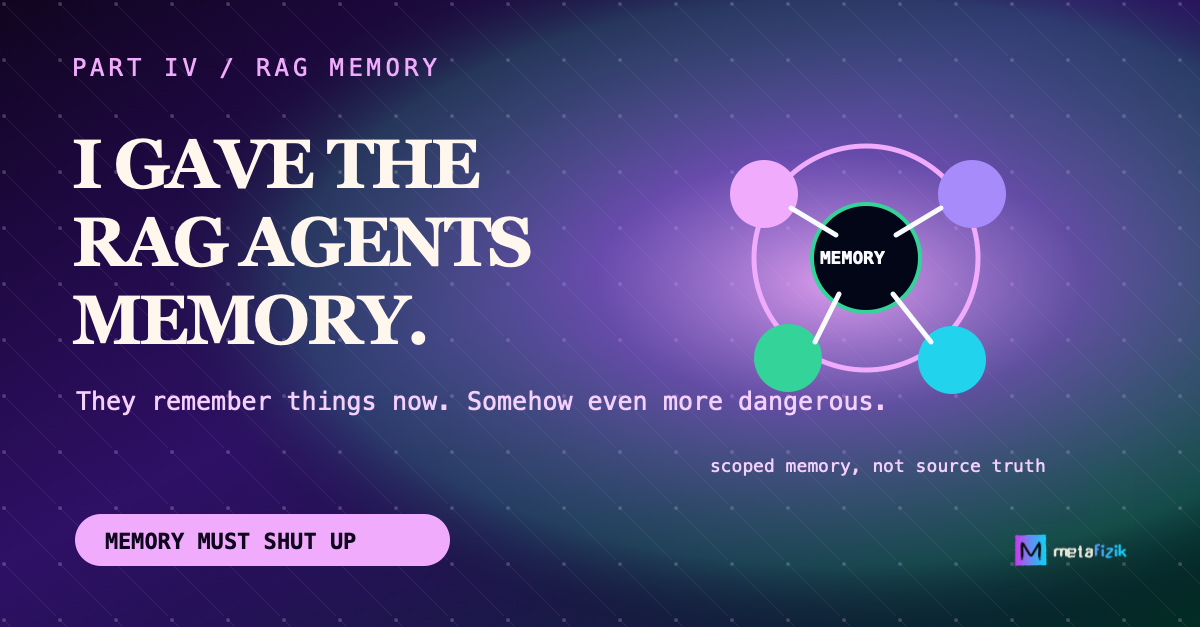 PART IV / RAG MEMORY
I GAVE THE
RAG AGENTS
MEMORY.
They remember things now. Somehow even more dangerous.
MEMORY
scoped memory, not source truth
MEMORY MUST SHUT UP
M metafizik